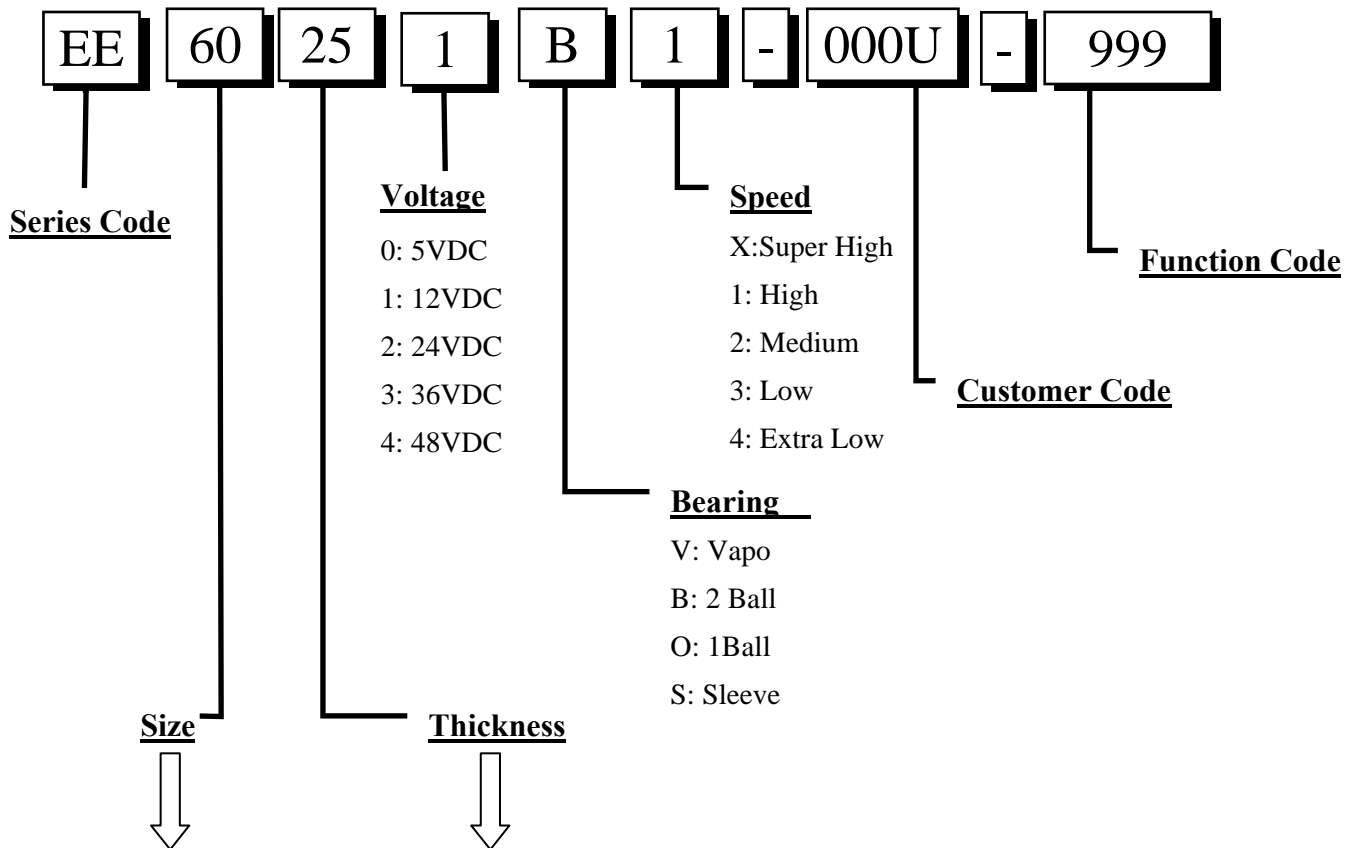 EE 60 25 1 B 1 - 000U - 999
Series Code
Voltage
0: 5VDC
1: 12VDC
2: 24VDC
3: 36VDC
4: 48VDC
Speed
X:Super High
1: High
2: Medium
3: Low
4: Extra Low
Function Code
Customer Code
Bearing
V: Vapo
B: 2 Ball
O: 1Ball
S: Sleeve
Size
Thickness